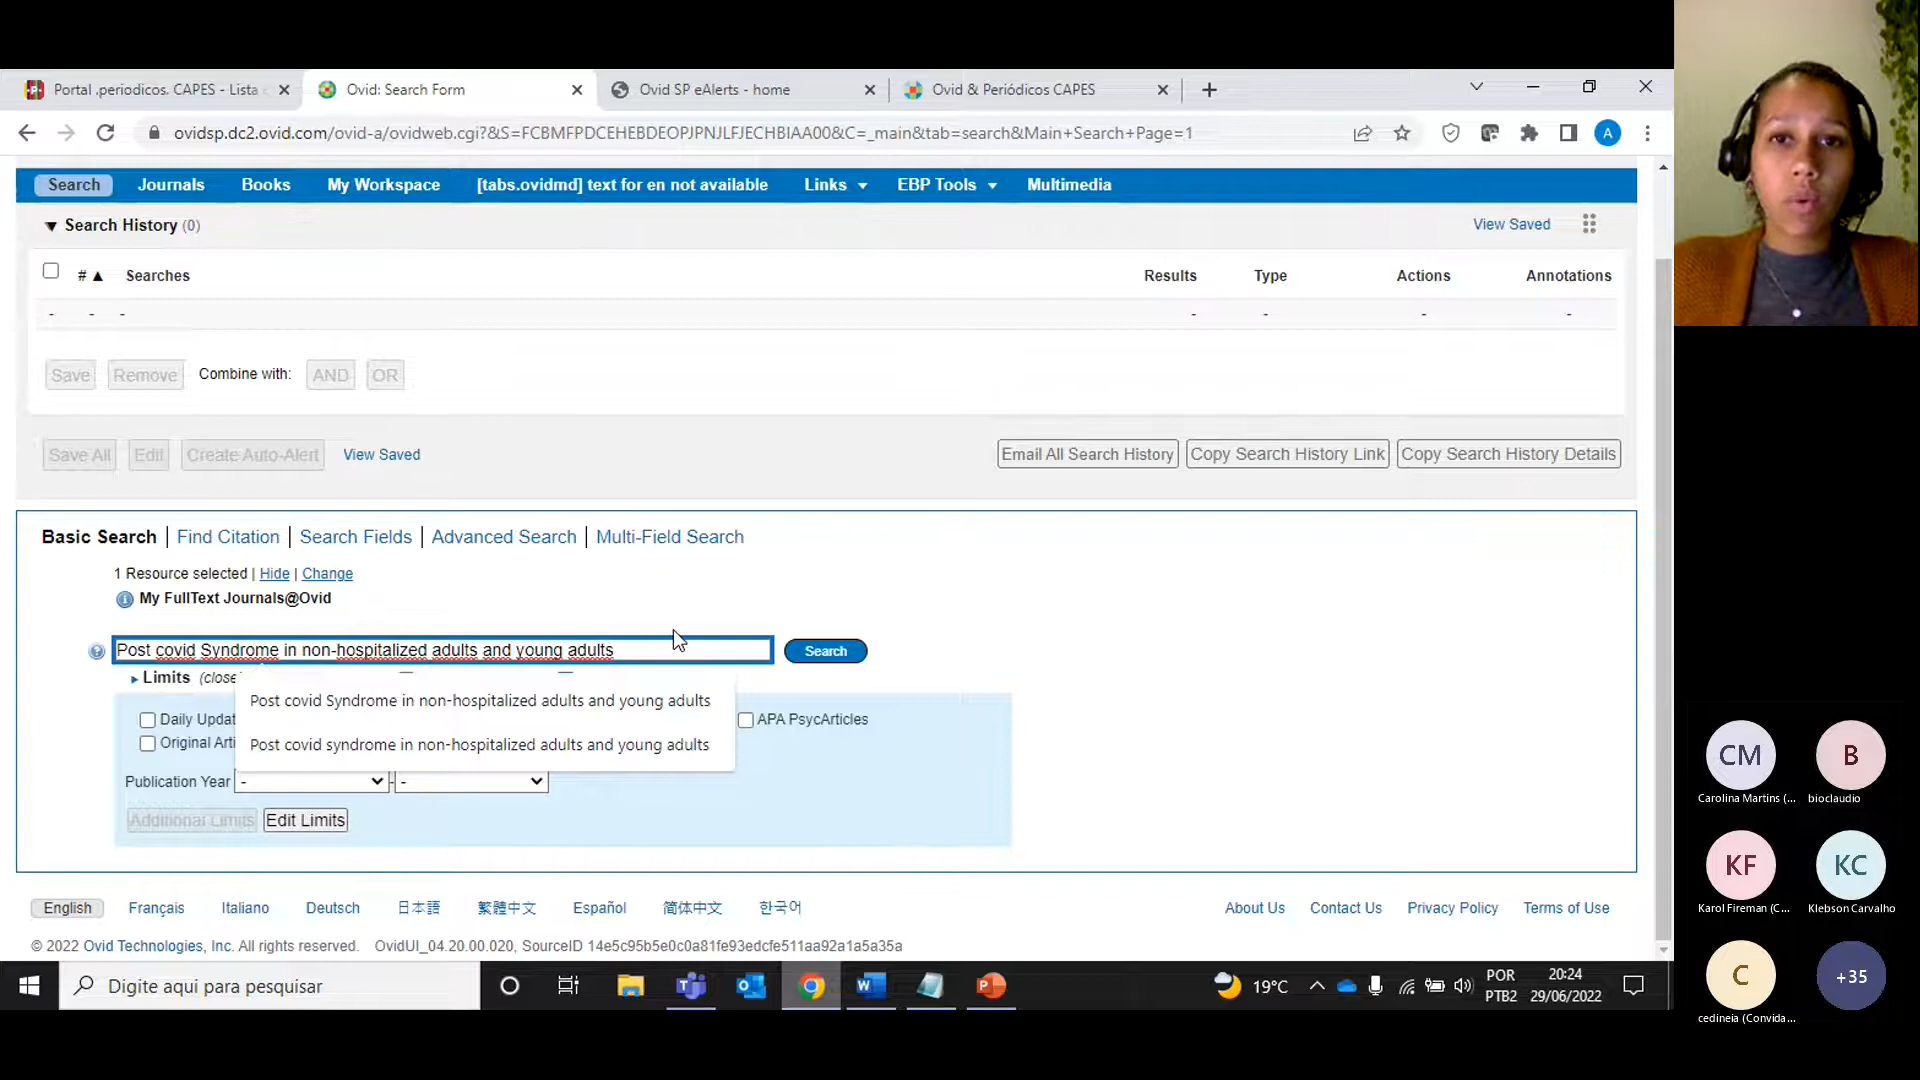 Portal .periodicos. CAPES - Lista
Ovid: Search Form
Ovid SP eAlerts - home
Ovid & Periódicos CAPES
ovidsp.dc2.ovid.com/ovid-a/ovidweb.cgi?&S=FCBMFPDCEHEBDEOPJPNJLFJECHBIAA00&C=_main&tab=search&Main+Search+Page=1
A
Search Journals Books My Workspace [tabs.ovidmd] text for en not available Links EBP Tools Multimedia
Search History (0)
View Saved
# Searches Results Type Actions Annotations
- - - - - - -
Save Remove Combine with: AND OR
Save All Edit Create Auto-Alert View Saved
Email All Search History Copy Search History Link Copy Search History Details
Basic Search | Find Citation | Search Fields | Advanced Search | Multi-Field Search
1 Resource selected | Hide | Change
My FullText Journals@Ovid
Post covid Syndrome in non-hospitalized adults and young adults
Search
Limits (close
Post covid Syndrome in non-hospitalized adults and young adults
Daily Updat
APA PsycArticles
Original Arti
Post covid syndrome in non-hospitalized adults and young adults
Publication Year - - -
Additional Limits Edit Limits
English Français Italiano Deutsch 日本語 繁體中文 Español 简体中文 한국어
About Us Contact Us Privacy Policy Terms of Use
© 2022 Ovid Technologies, Inc. All rights reserved. OvidUI_04.20.00.020, SourceID 14e5c95b5e0c0a81fe93edcfe511aa92a1a5a35a
Digite aqui para pesquisar
19°C
POR
PTB2
20:24
29/06/2022
CM
Carolina Martins (...
B
bioclaudio
KF
Karol Fireman (C...
KC
Klebson Carvalho
C
cedineia (Convida...
+35